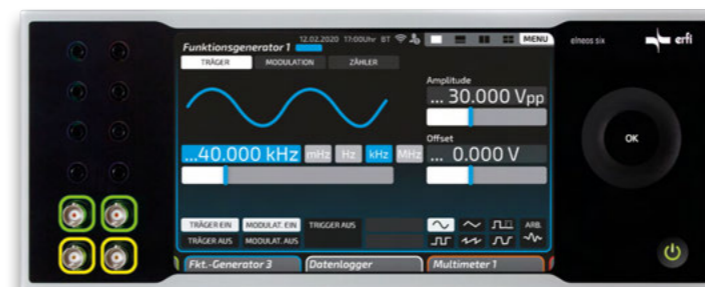 12.02.2020 17:00Uhr BT MENU
Funktionsgenerator 1
elneos six
erfi
TRÄGER MODULATION ZÄHLER
Amplitude
... 30.000 Vpp
Offset
...40.000 kHz mHz Hz kHz MHz
... 0.000 V
OK
TRÄGER EIN MODULAT. EIN TRIGGER AUS
ARB.
TRÄGER AUS MODULAT. AUS
Fkt.-Generator 3 Datenlogger Multimeter 1